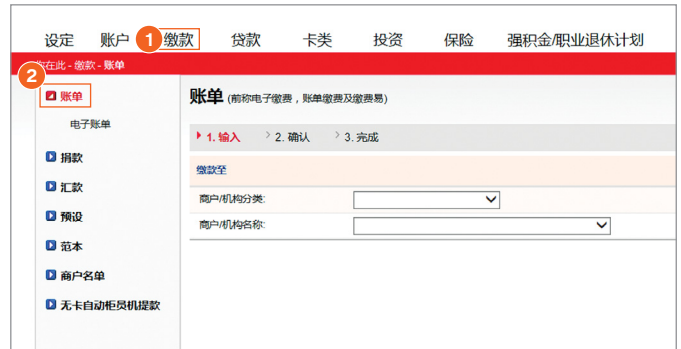 设定 账户 1 缴款 贷款 卡类 投资 保险 强积金/职业退休计划
在此 - 缴款 - 账单
2
账单
账单 (前称电子缴费，账单缴费及缴费易)
电子账单
1. 输入 2. 确认 3. 完成
捐款
缴款至
汇款
商户/机构分类:
预设
商户/机构名称:
范本
商户名单
无卡自动柜员机提款